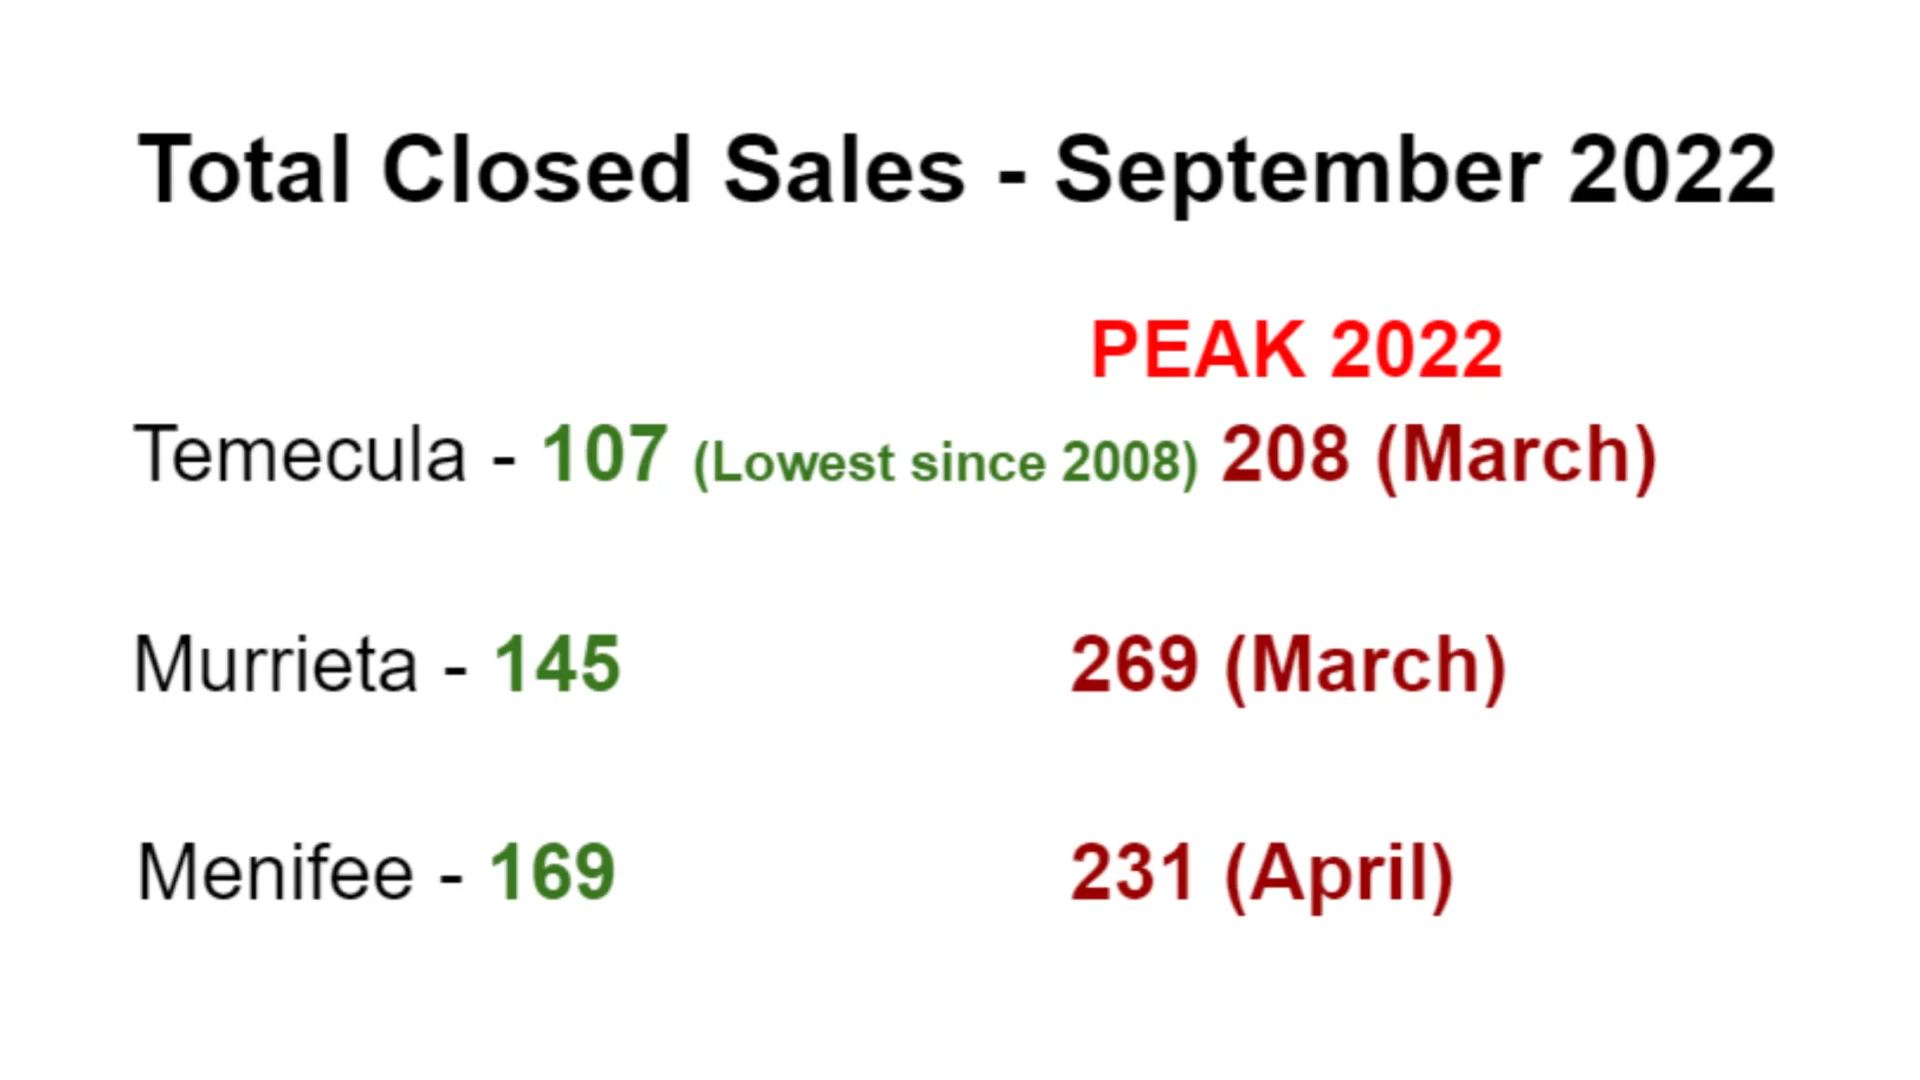 Total Closed Sales - September 2022
PEAK 2022
Temecula - 107 (Lowest since 2008) 208 (March)
Murrieta - 145 269 (March)
Menifee - 169 231 (April)